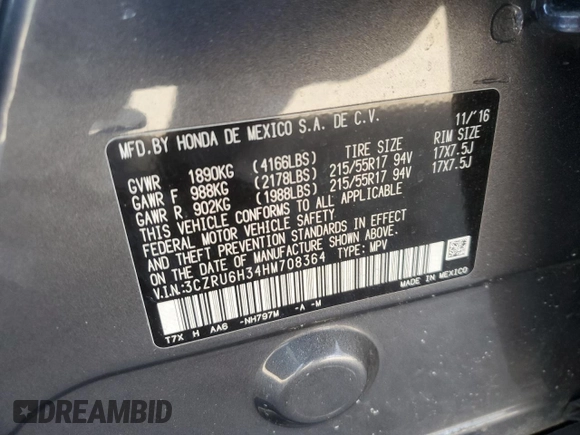 MFD.BY HONDA DE MEXICO S.A. DE C.V. 11/'16
GVWR 1890KG (4166LBS) TIRE SIZE RIM SIZE
GAWR F 988KG (2178LBS) 215/55R17 94V 17X7.5J
GAWR R 902KG (1988LBS) 215/55R17 94V 17X7.5J
THIS VEHICLE CONFORMS TO ALL APPLICABLE
FEDERAL MOTOR VEHICLE SAFETY
AND THEFT PREVENTION STANDARDS IN EFFECT
ON THE DATE OF MANUFACTURE SHOWN ABOVE.
V.I.N:3CZRU6H34HM708364 TYPE: MPV
T7X H AA6 -NH797M -A -M MADE IN MEXICO
DREAMBID